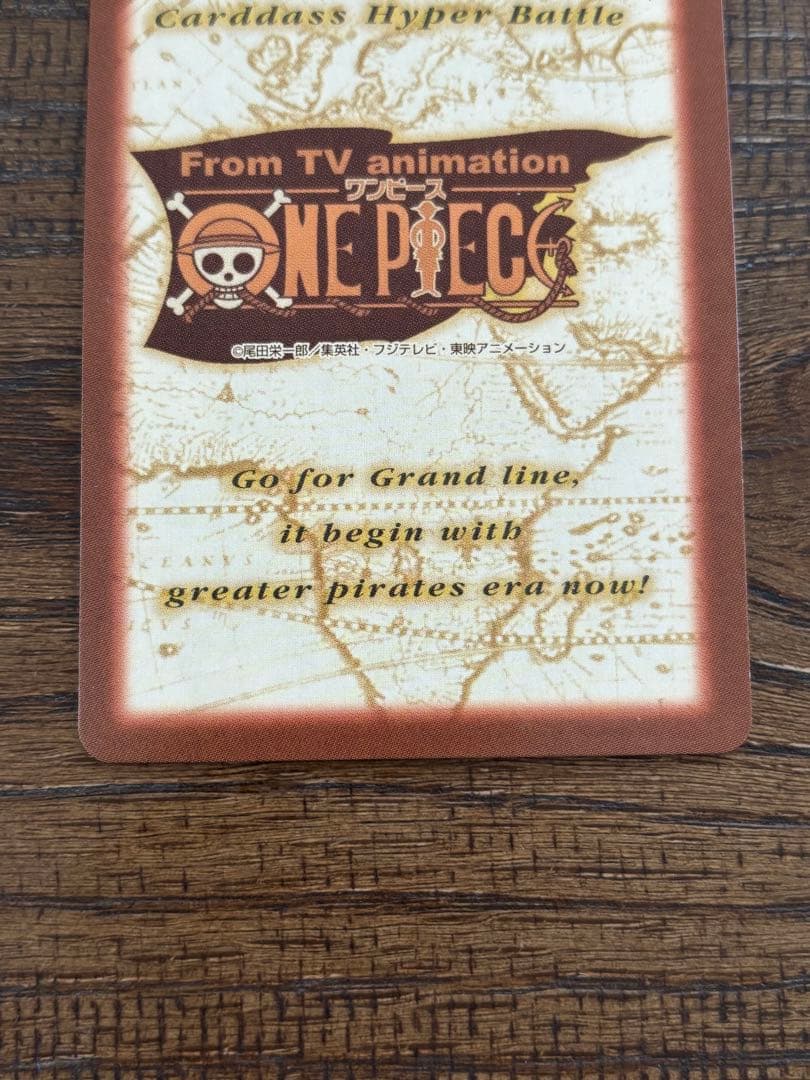 Carddass Hyper Battle
From TV animation
ワンピース
ONE PIECE
©尾田栄一郎／集英社・フジテレビ・東映アニメーション
Go for Grand line,
it begin with
greater pirates era now!